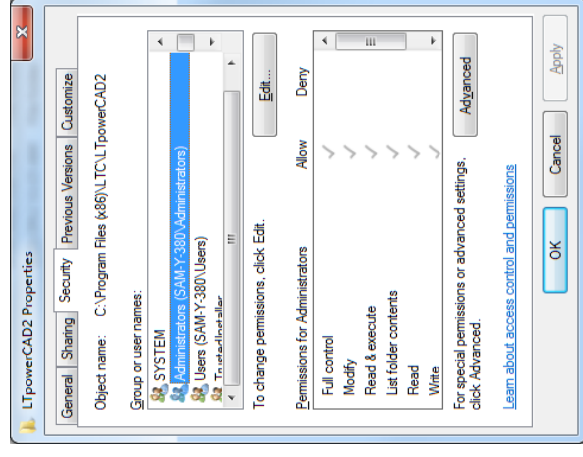 LTpowerCAD2 Properties
General Sharing Security Previous Versions Customize
Object name: C:\Program Files (x86)\LTC\LTpowerCAD2
Group or user names:
SYSTEM
Administrators (SAM-Y-380\Administrators)
Users (SAM-Y-380\Users)
TrustedInstaller
To change permissions, click Edit.
Edit...
Permissions for Administrators Allow Deny
Full control
Modify
Read & execute
List folder contents
Read
Write
For special permissions or advanced settings,
click Advanced.
Advanced
Learn about access control and permissions
OK Cancel Apply